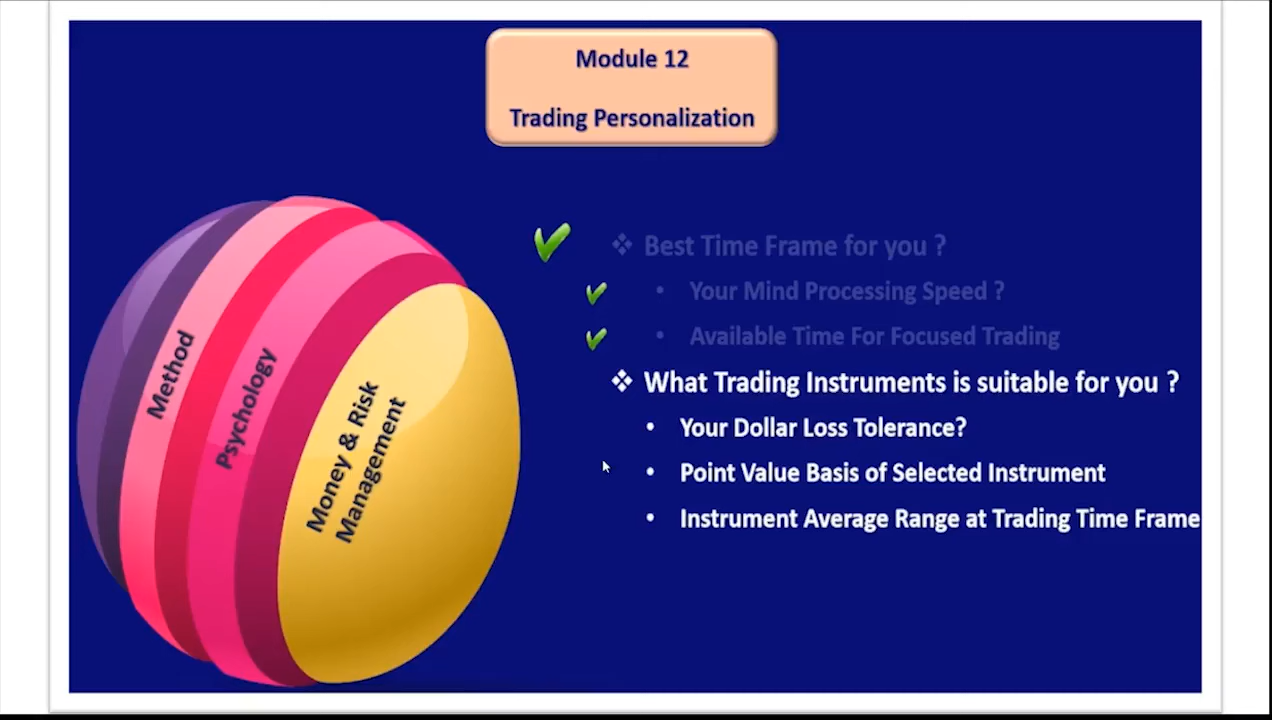 Module 12
Trading Personalization
Best Time Frame for you ?
Your Mind Processing Speed ?
Available Time For Focused Trading
What Trading Instruments is suitable for you ?
Your Dollar Loss Tolerance?
Point Value Basis of Selected Instrument
Instrument Average Range at Trading Time Frame
Method
Psychology
Money & Risk
Management